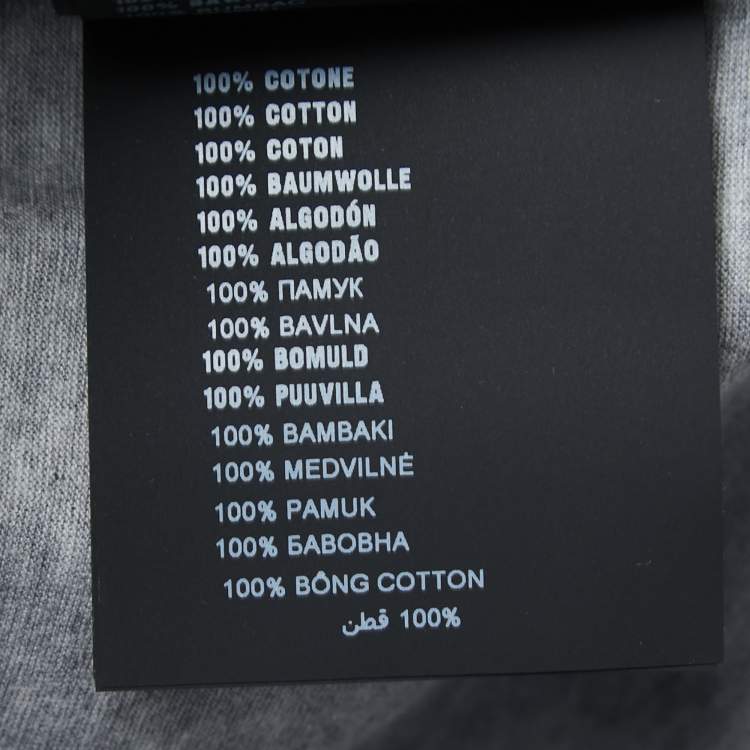 100% COTONE
100% COTTON
100% COTON
100% BAUMWOLLE
100% ALGODÓN
100% ALGODÃO
100% ПАМУК
100% BAVLNA
100% BOMULD
100% PUUVILLA
100% BAMBAKI
100% MEDVILNĖ
100% PAMUK
100% БАВОВНА
100% BÔNG COTTON
100% قطن